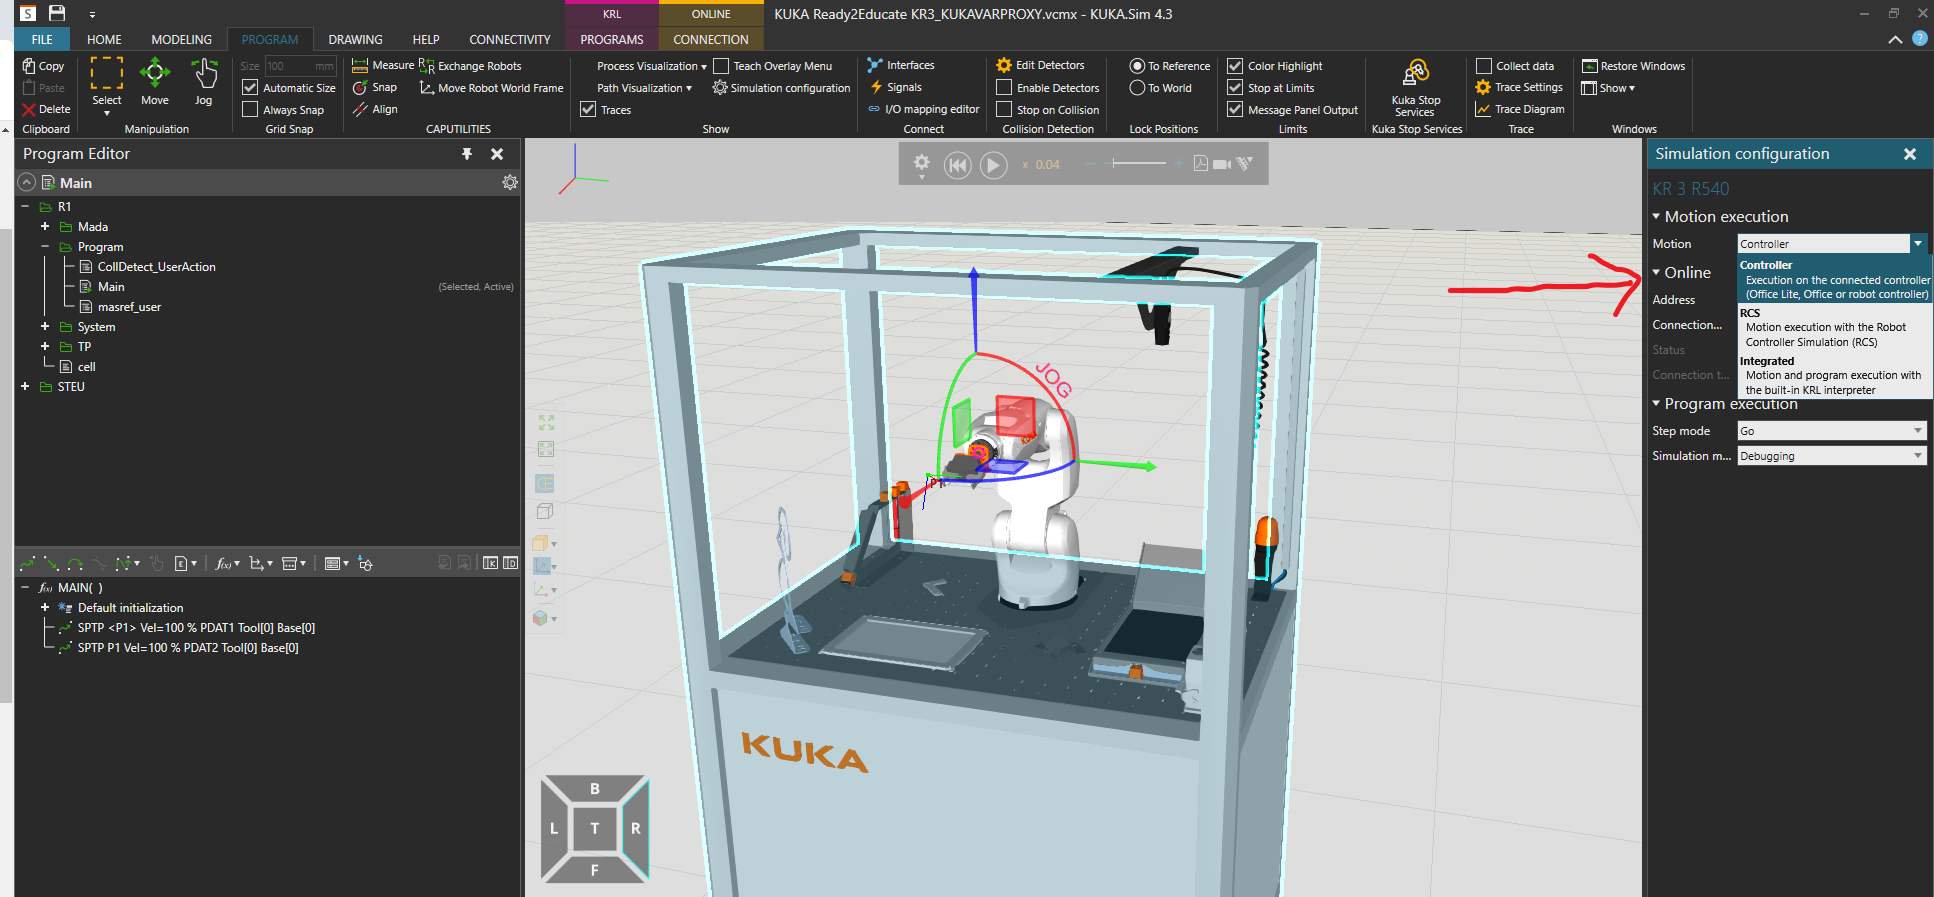 S
KRL
ONLINE
KUKA Ready2Educate KR3_KUKAVARPROXY.vcmx - KUKA.Sim 4.3
FILE
HOME
MODELING
PROGRAM
DRAWING
HELP
CONNECTIVITY
PROGRAMS
CONNECTION
?
Copy
Paste
Delete
Clipboard
Select
Move
Jog
Manipulation
Size 100 mm
Automatic Size
Always Snap
Grid Snap
Measure
Snap
Align
Exchange Robots
Move Robot World Frame
CAPUTILITIES
Process Visualization
Path Visualization
Traces
Teach Overlay Menu
Simulation configuration
Show
Interfaces
Signals
I/O mapping editor
Connect
Edit Detectors
Enable Detectors
Stop on Collision
Collision Detection
To Reference
To World
Lock Positions
Color Highlight
Stop at Limits
Message Panel Output
Limits
Kuka Stop
Services
Kuka Stop Services
Collect data
Trace Settings
Trace Diagram
Trace
Restore Windows
Show
Windows
Program Editor
Main
R1
Mada
Program
CollDetect_UserAction
Main (Selected, Active)
masref_user
System
TP
cell
STEU
MAIN( )
Default initialization
SPTP <P1> Vel=100 % PDAT1 Tool[0] Base[0]
SPTP P1 Vel=100 % PDAT2 Tool[0] Base[0]
x 0.04
JOG
P1
KUKA
B
L T R
F
Simulation configuration
KR 3 R540
Motion execution
Motion Controller
Controller
Execution on the connected controller
(Office Lite, Office or robot controller)
RCS
Motion execution with the Robot
Controller Simulation (RCS)
Integrated
Motion and program execution with
the built-in KRL interpreter
Online
Address
Connection...
Status
Connection t...
Program execution
Step mode Go
Simulation m... Debugging